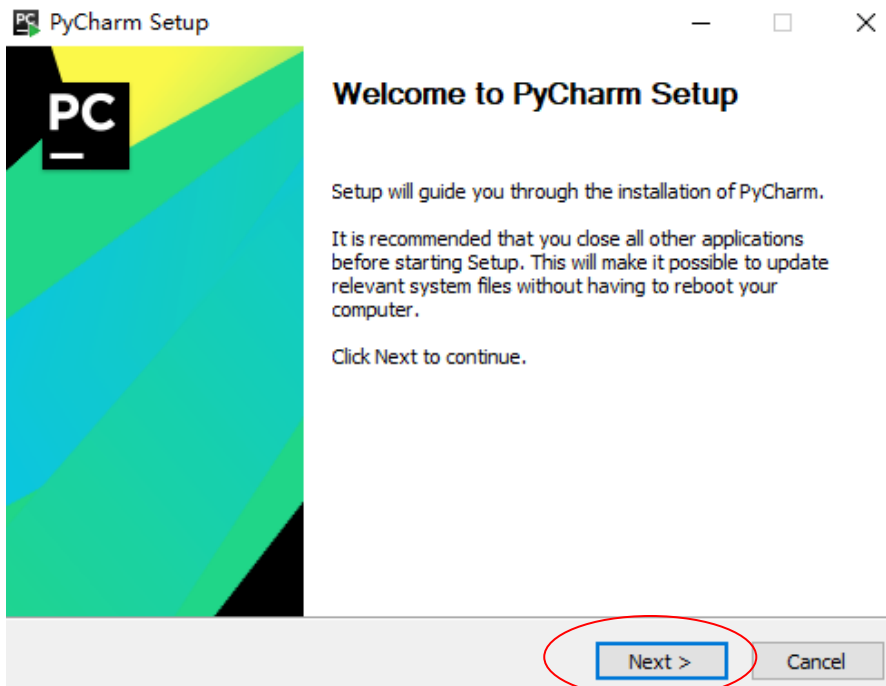 PyCharm Setup
PC
Welcome to PyCharm Setup
Setup will guide you through the installation of PyCharm.
It is recommended that you close all other applications
before starting Setup. This will make it possible to update
relevant system files without having to reboot your
computer.
Click Next to continue.
Next >
Cancel